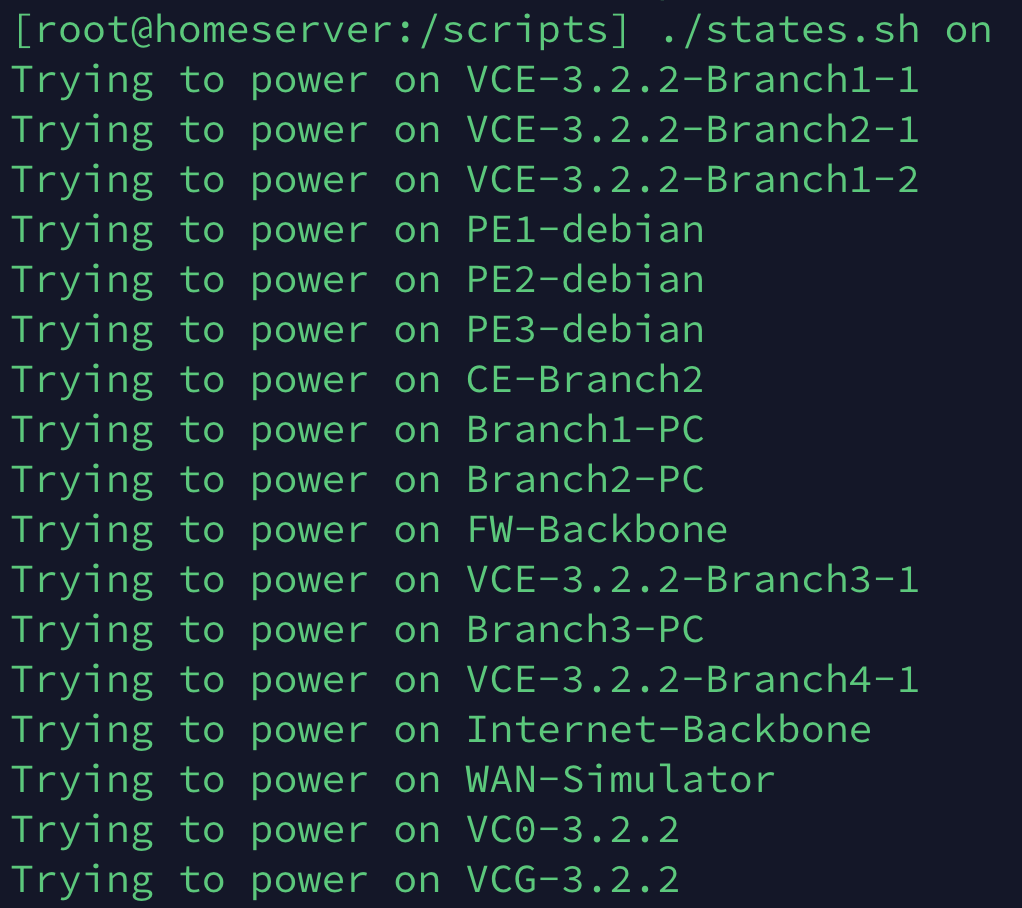 [root@homeserver:/scripts] ./states.sh on
Trying to power on VCE-3.2.2-Branch1-1
Trying to power on VCE-3.2.2-Branch2-1
Trying to power on VCE-3.2.2-Branch1-2
Trying to power on PE1-debian
Trying to power on PE2-debian
Trying to power on PE3-debian
Trying to power on CE-Branch2
Trying to power on Branch1-PC
Trying to power on Branch2-PC
Trying to power on FW-Backbone
Trying to power on VCE-3.2.2-Branch3-1
Trying to power on Branch3-PC
Trying to power on VCE-3.2.2-Branch4-1
Trying to power on Internet-Backbone
Trying to power on WAN-Simulator
Trying to power on VC0-3.2.2
Trying to power on VCG-3.2.2